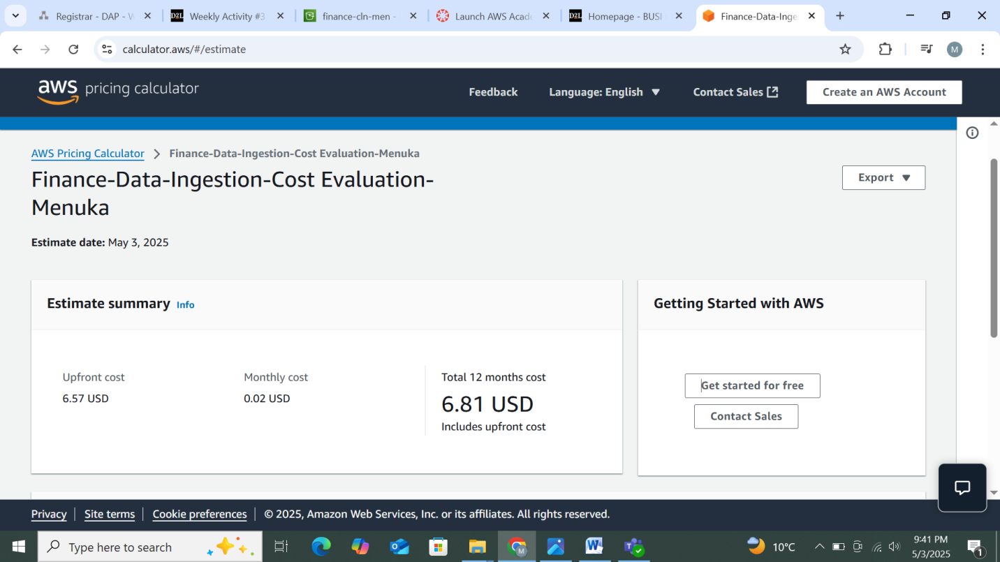 Registrar - DAP - W
Weekly Activity #3
finance-cln-men -
Launch AWS Acade
Homepage - BUSI
Finance-Data-Inge
calculator.aws/#/estimate
M
aws pricing calculator
Feedback
Language: English
Contact Sales
Create an AWS Account
AWS Pricing Calculator > Finance-Data-Ingestion-Cost Evaluation-Menuka
Finance-Data-Ingestion-Cost Evaluation-
Menuka
Export
Estimate date: May 3, 2025
Estimate summary Info
Upfront cost
6.57 USD
Monthly cost
0.02 USD
Total 12 months cost
6.81 USD
Includes upfront cost
Getting Started with AWS
Get started for free
Contact Sales
Privacy | Site terms | Cookie preferences | © 2025, Amazon Web Services, Inc. or its affiliates. All rights reserved.
Type here to search
10°C
9:41 PM
5/3/2025
1